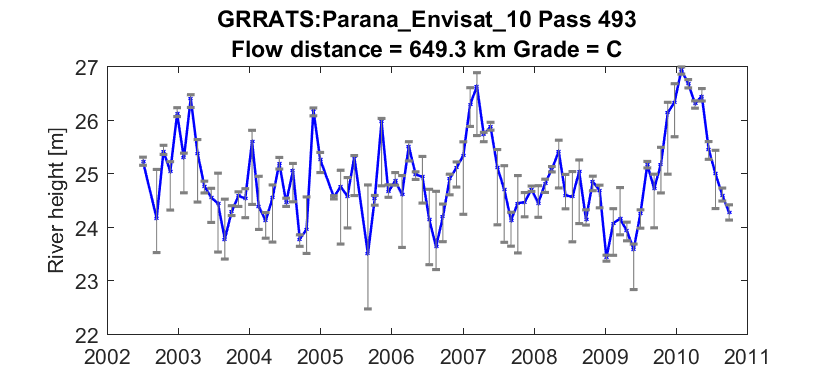 GRRATS:Parana_Envisat_10 Pass 493
Flow distance = 649.3 km Grade = C
River height [m]
27
26
25
24
23
22
2002 2003 2004 2005 2006 2007 2008 2009 2010 2011